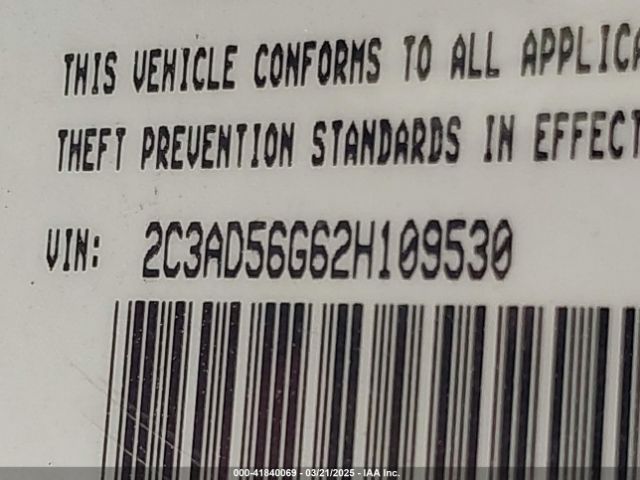 THIS VEHICLE CONFORMS TO ALL
THEFT PREVENTION STANDARDS IN EFFECT
VIN: 2C3AD56G62H109530
000-41840069 - 03/21/2025 - IAA Inc.